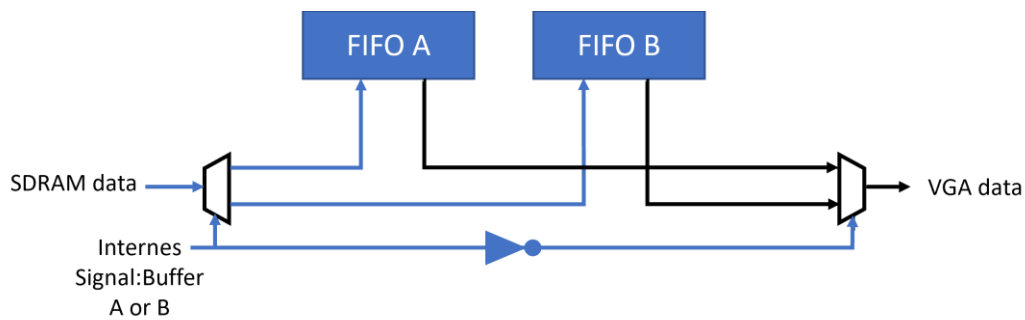 FIFO A
FIFO B
SDRAM data
VGA data
Internes
Signal:Buffer
A or B